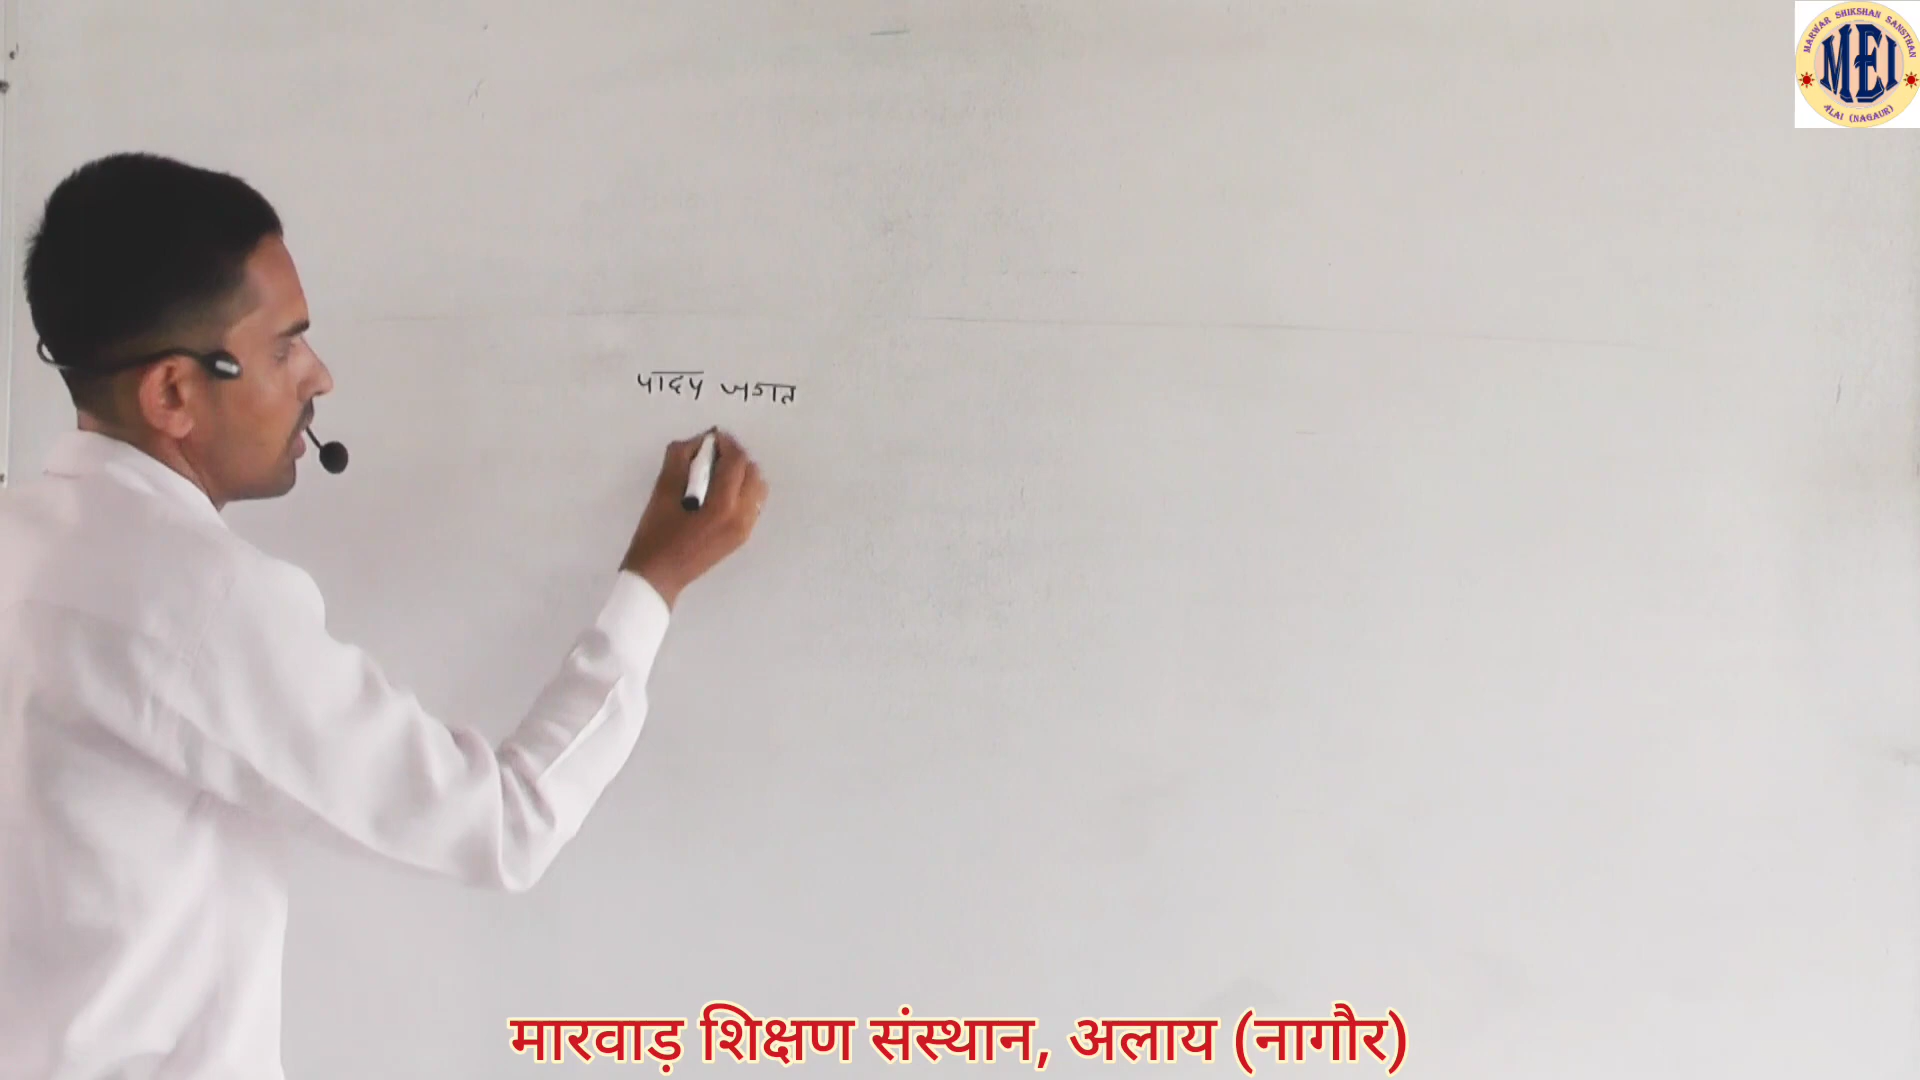 MARWAR SHIKSHAN SANSTHAN
MEI
ALAI (NAGAUR)
पादप जगत
मारवाड़ शिक्षण संस्थान, अलाय (नागौर)